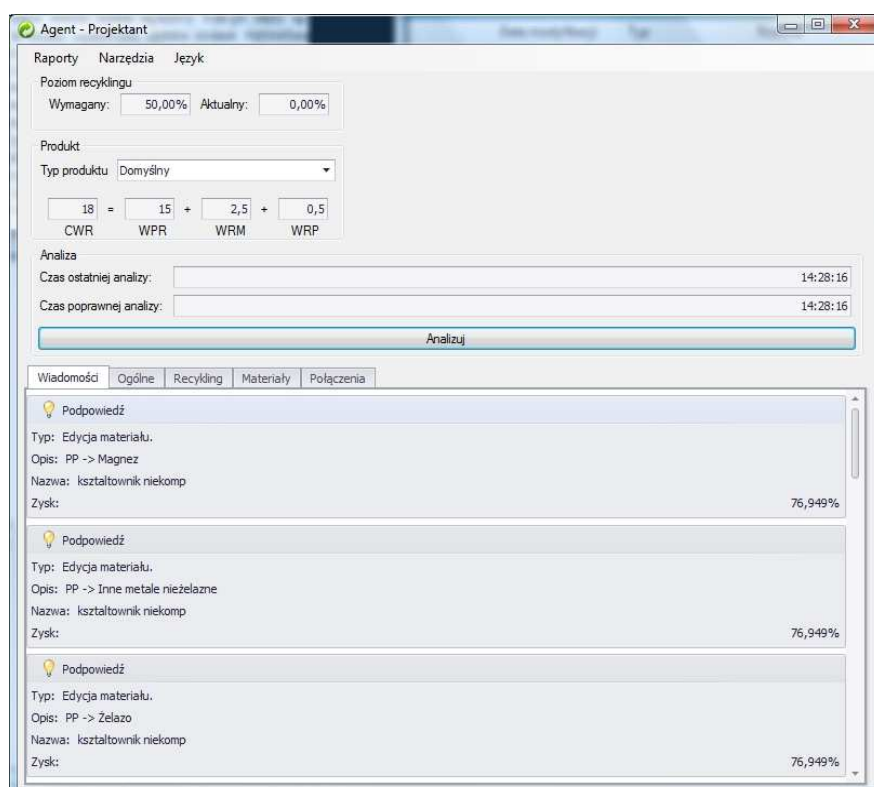 Agent - Projektant
Raporty Narzędzia Język
Poziom recyklingu
Wymagany: 50,00% Aktualny: 0,00%
Produkt
Typ produktu Domyślny
18 = 15 + 2,5 + 0,5
CWR WPR WRM WRP
Analiza
Czas ostatniej analizy: 14:28:16
Czas poprawnej analizy: 14:28:16
Analizuj
Wiadomości Ogólne Recykling Materiały Połączenia
Podpowiedź
Typ: Edycja materiału.
Opis: PP -> Magnez
Nazwa: ksztaltownik niekomp
Zysk: 76,949%
Podpowiedź
Typ: Edycja materiału.
Opis: PP -> Inne metale nieżelazne
Nazwa: ksztaltownik niekomp
Zysk: 76,949%
Podpowiedź
Typ: Edycja materiału.
Opis: PP -> Żelazo
Nazwa: ksztaltownik niekomp
Zysk: 76,949%